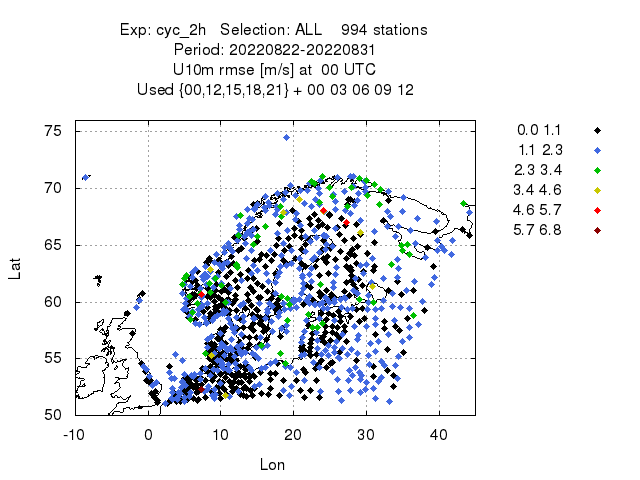 Exp: cyc_2h   Selection: ALL    994 stations
Period: 20220822-20220831
U10m rmse [m/s] at  00 UTC
Used {00,12,15,18,21} + 00 03 06 09 12
75
70
65
60
55
50
Lat
-10 0 10 20 30 40
Lon
0.0 1.1
1.1 2.3
2.3 3.4
3.4 4.6
4.6 5.7
5.7 6.8